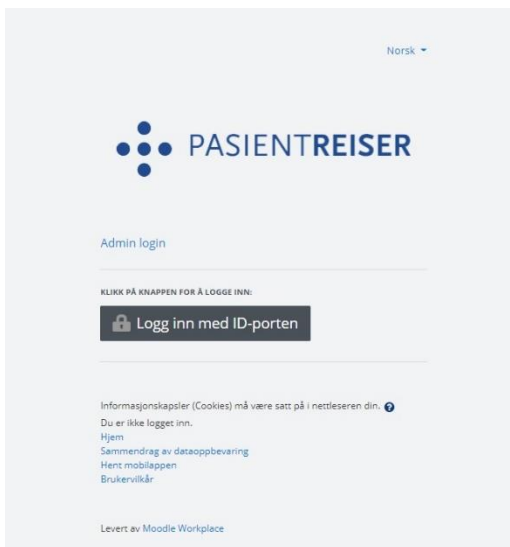 Norsk
PASIENTREISER
Admin login
KLIKK PÅ KNAPPEN FOR Å LOGGE INN:
Logg inn med ID-porten
Informasjonskapsler (Cookies) må være satt på i nettleseren din.
Du er ikke logget inn.
Hjem
Sammendrag av dataoppbevaring
Hent mobilappen
Brukervilkår
Levert av Moodle Workplace